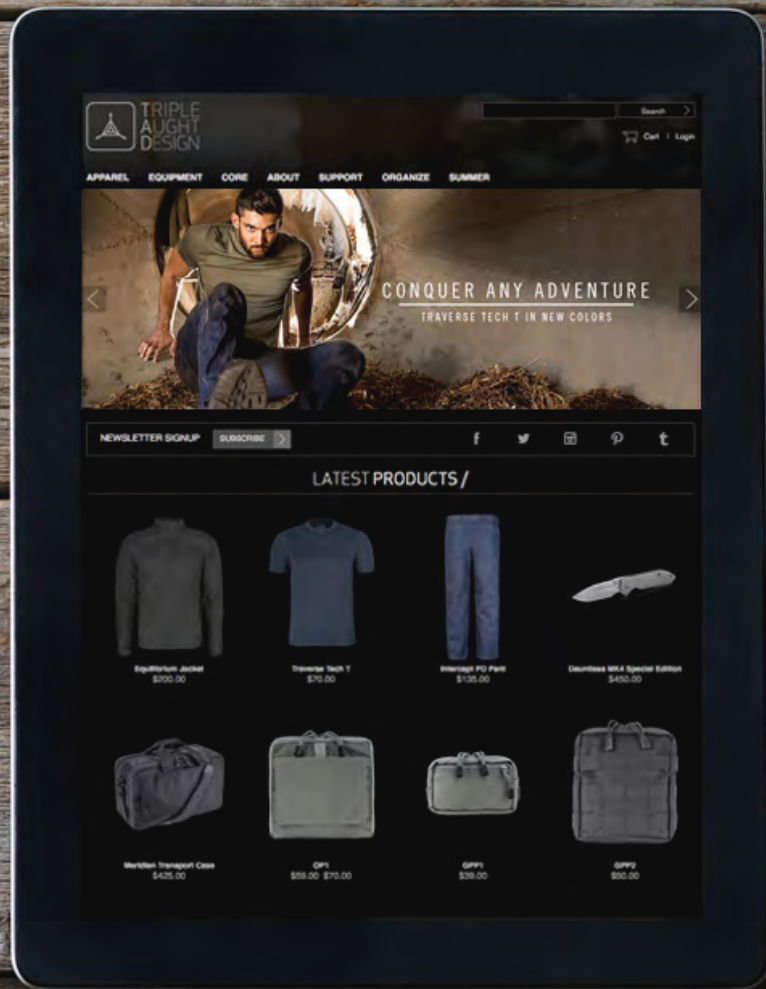 TRIPLE
AUGHT
DESIGN
Search
Cart | Login
APPAREL EQUIPMENT CORE ABOUT SUPPORT ORGANIZE SUMMER
CONQUER ANY ADVENTURE
TRAVERSE TECH T IN NEW COLORS
NEWSLETTER SIGNUP SUBSCRIBE
LATEST PRODUCTS /
Equilibrium Jacket
$200.00
Traverse Tech T
$70.00
Intercept PD Pant
$135.00
Dauntless MK4 Special Edition
$450.00
Meridian Transport Case
$425.00
OP1
$59.00 $70.00
GPP1
$39.00
GPP2
$50.00